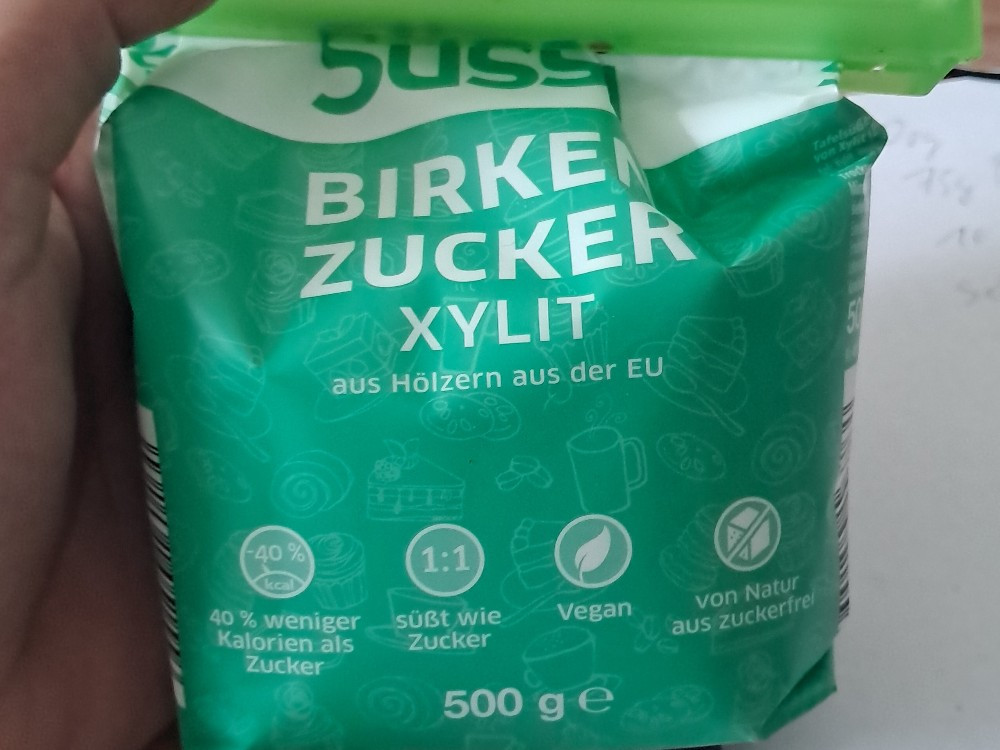 Süss
BIRKEN
ZUCKER
XYLIT
aus Hölzern aus der EU
-40 %
kcal
40 % weniger
Kalorien als
Zucker
1:1
süßt wie
Zucker
Vegan
von Natur
aus zuckerfrei
500 g e